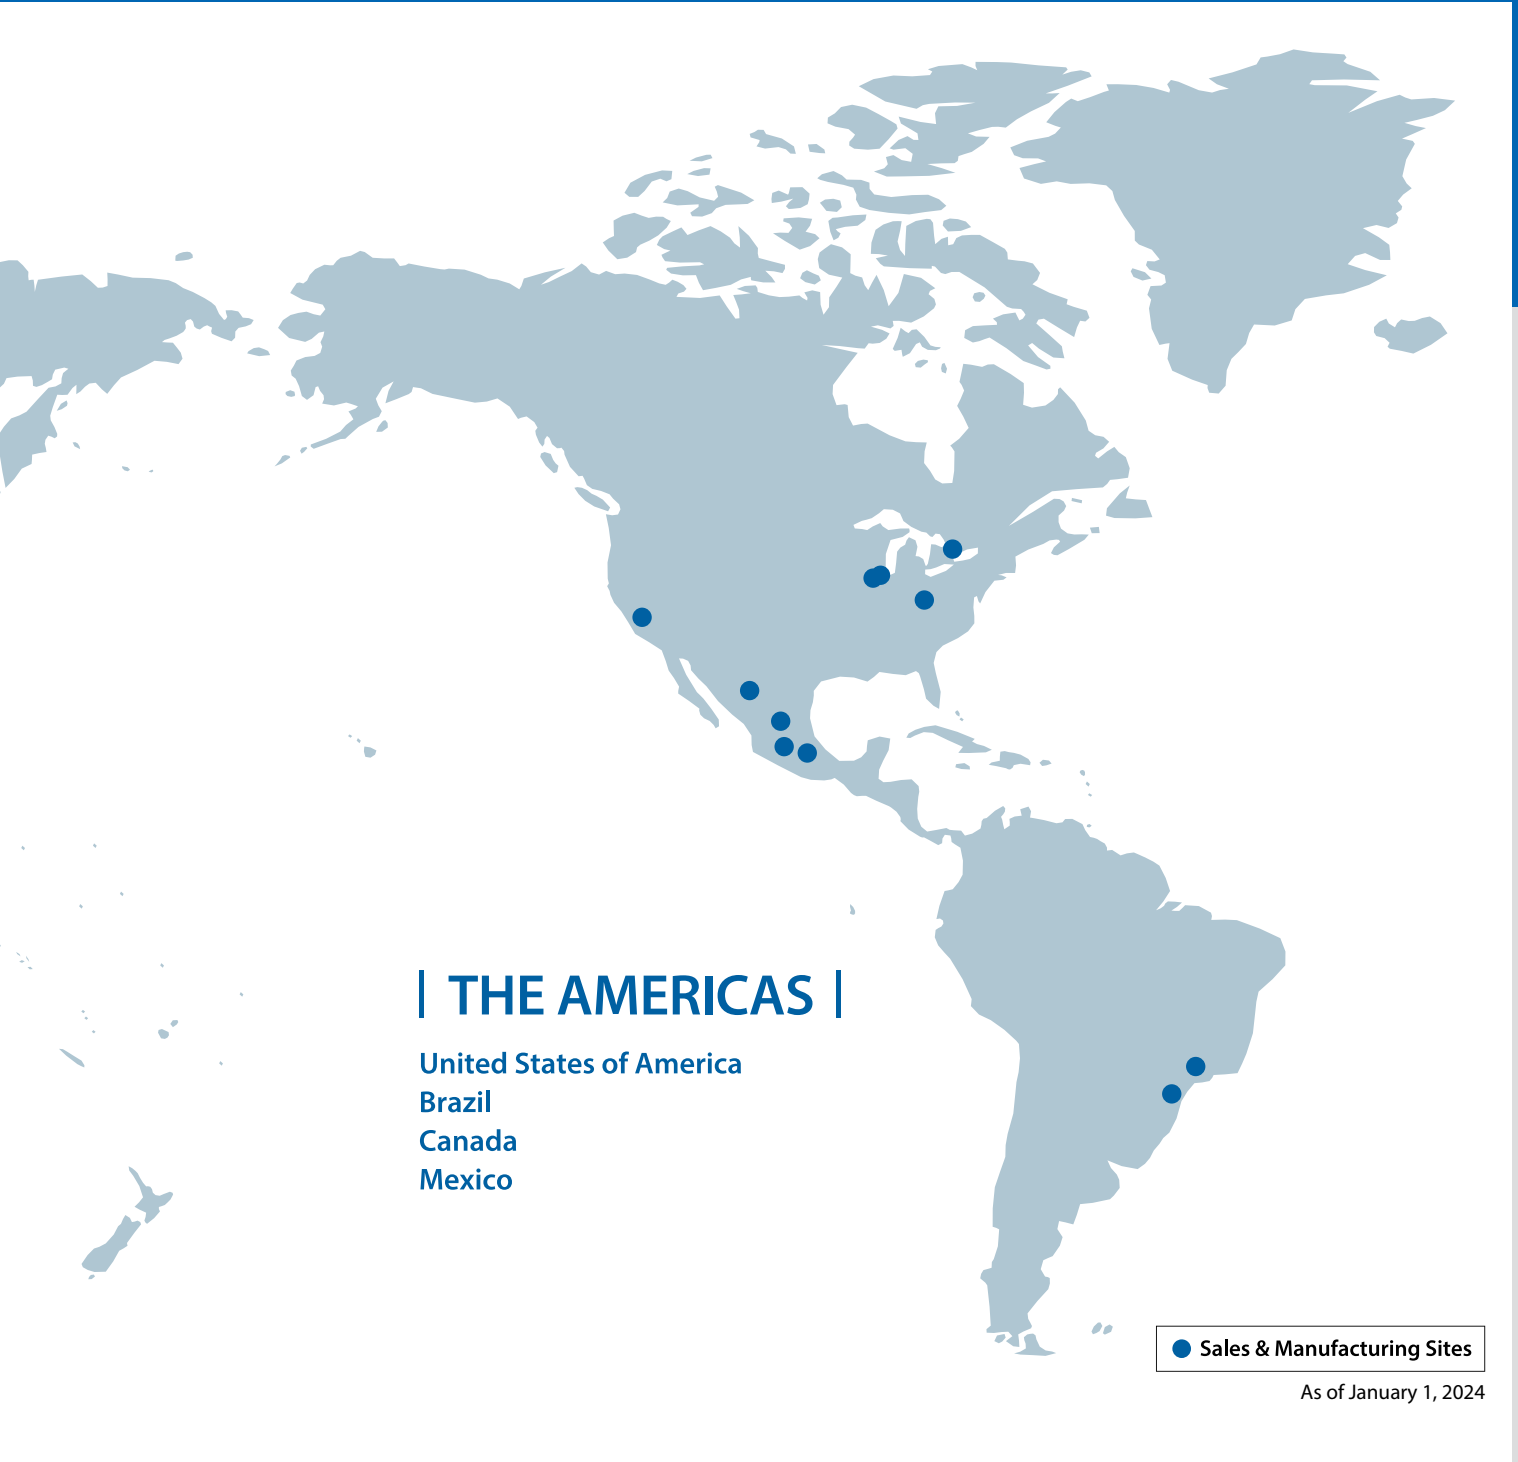 THE AMERICAS
United States of America
Brazil
Canada
Mexico
Sales & Manufacturing Sites
As of January 1, 2024